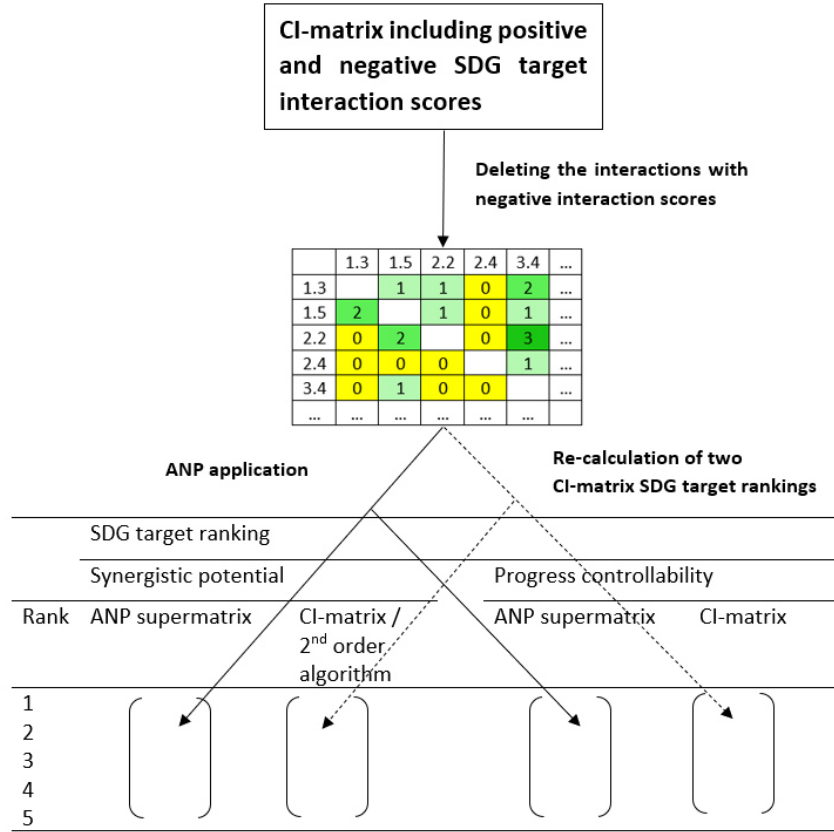 CI-matrix including positive
and negative SDG target
interaction scores
Deleting the interactions with
negative interaction scores
1.3 1.5 2.2 2.4 3.4 ...
1.3 1 1 0 2 ...
1.5 2 1 0 1 ...
2.2 0 2 0 3 ...
2.4 0 0 0 1 ...
3.4 0 1 0 0 ...
... ... ... ... ... ...
ANP application
Re-calculation of two
CI-matrix SDG target rankings
SDG target ranking
Synergistic potential Progress controllability
Rank ANP supermatrix CI-matrix / ANP supermatrix CI-matrix
2nd order
algorithm
1
2
3
4
5